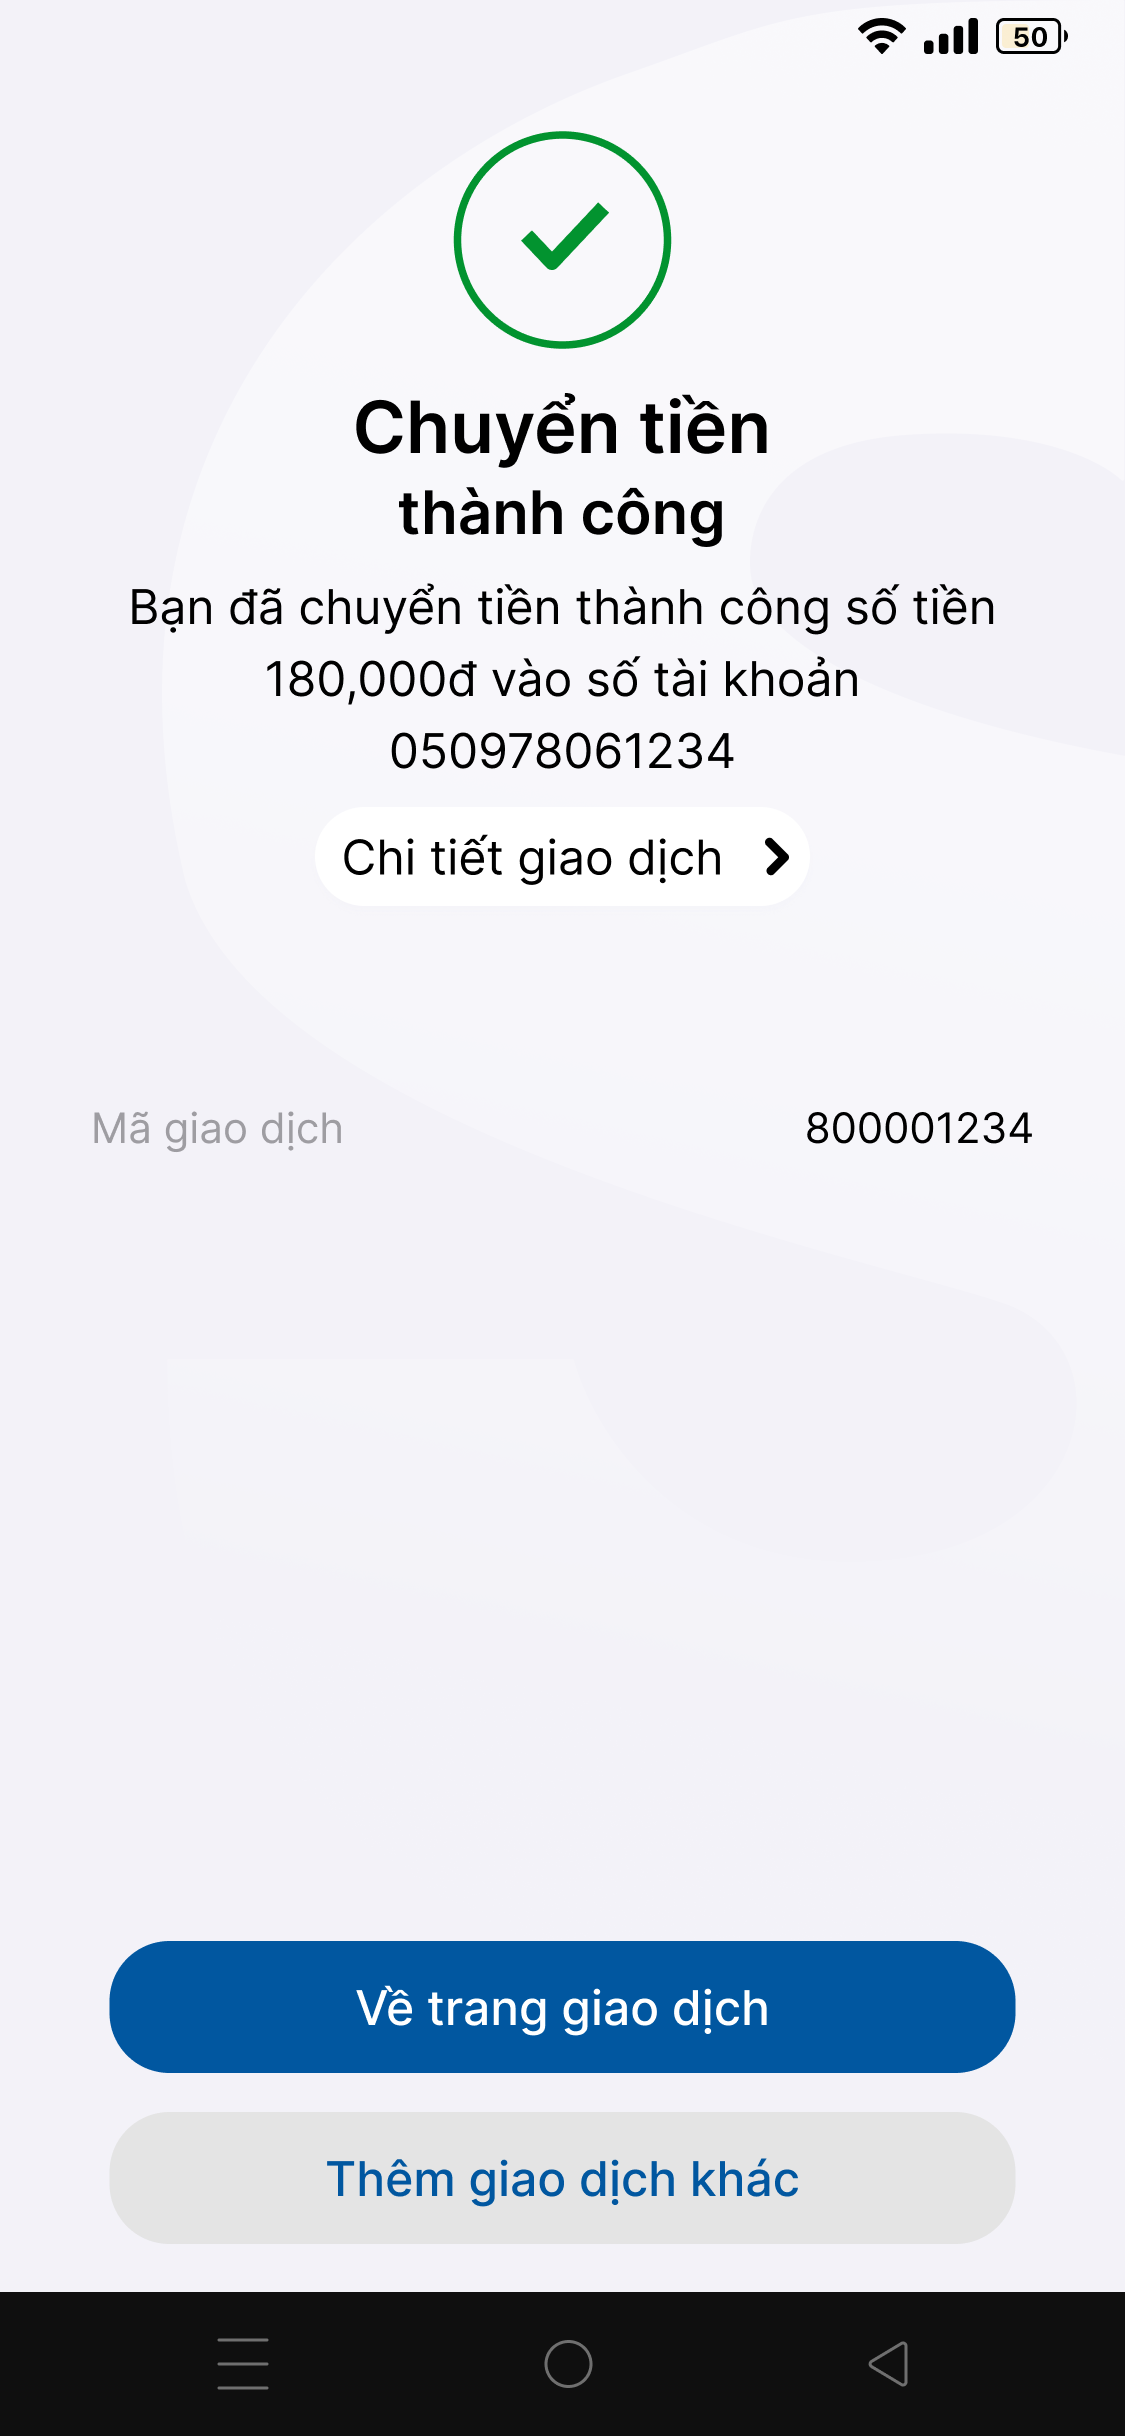 50
Chuyển tiền
thành công
Bạn đã chuyển tiền thành công số tiền
180,000đ vào số tài khoản
050978061234
Chi tiết giao dịch
Mã giao dịch 800001234
Về trang giao dịch
Thêm giao dịch khác